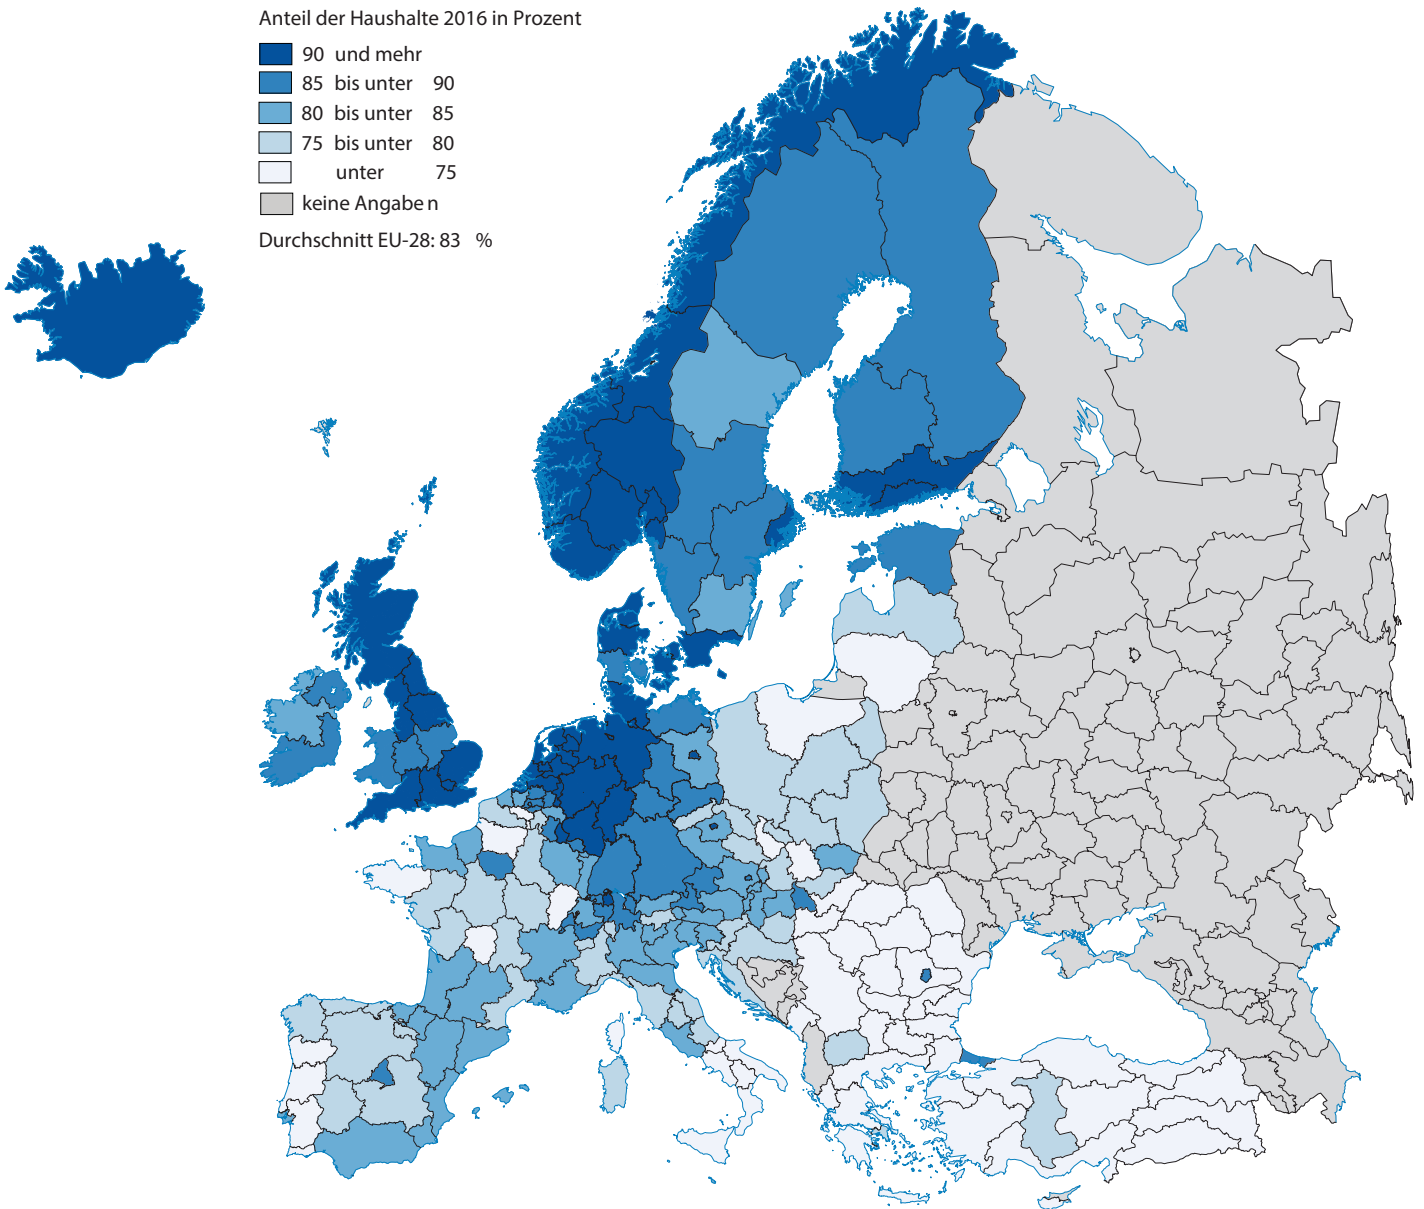 Anteil der Haushalte 2016 in Prozent
90 und mehr
85 bis unter 90
80 bis unter 85
75 bis unter 80
unter 75
keine Angaben
Durchschnitt EU-28: 83 %